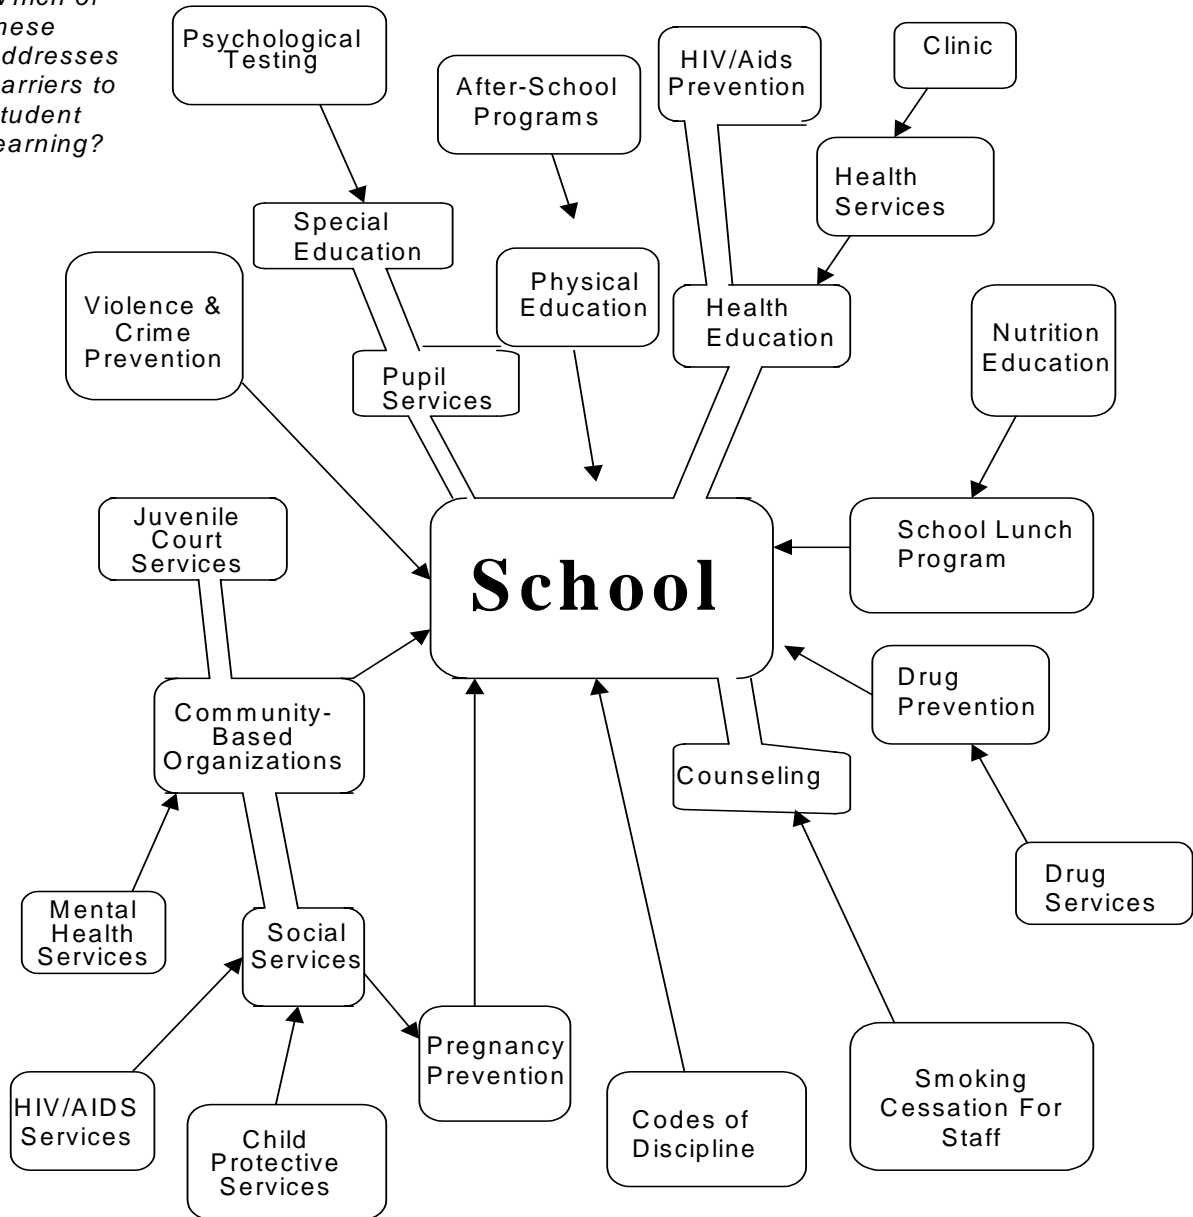 hich of
hese
ddresses
arriers to
tudent
earning?
Psychological
Testing
After-School
Programs
HIV/Aids
Prevention
Clinic
Health
Services
Special
Education
Physical
Education
Health
Education
Violence &
Crime
Prevention
Nutrition
Education
Pupil
Services
Juvenile
Court
Services
School
School Lunch
Program
Community-
Based
Organizations
Drug
Prevention
Counseling
Drug
Services
Mental
Health
Services
Social
Services
Pregnancy
Prevention
HIV/AIDS
Services
Child
Protective
Services
Codes of
Discipline
Smoking
Cessation For
Staff